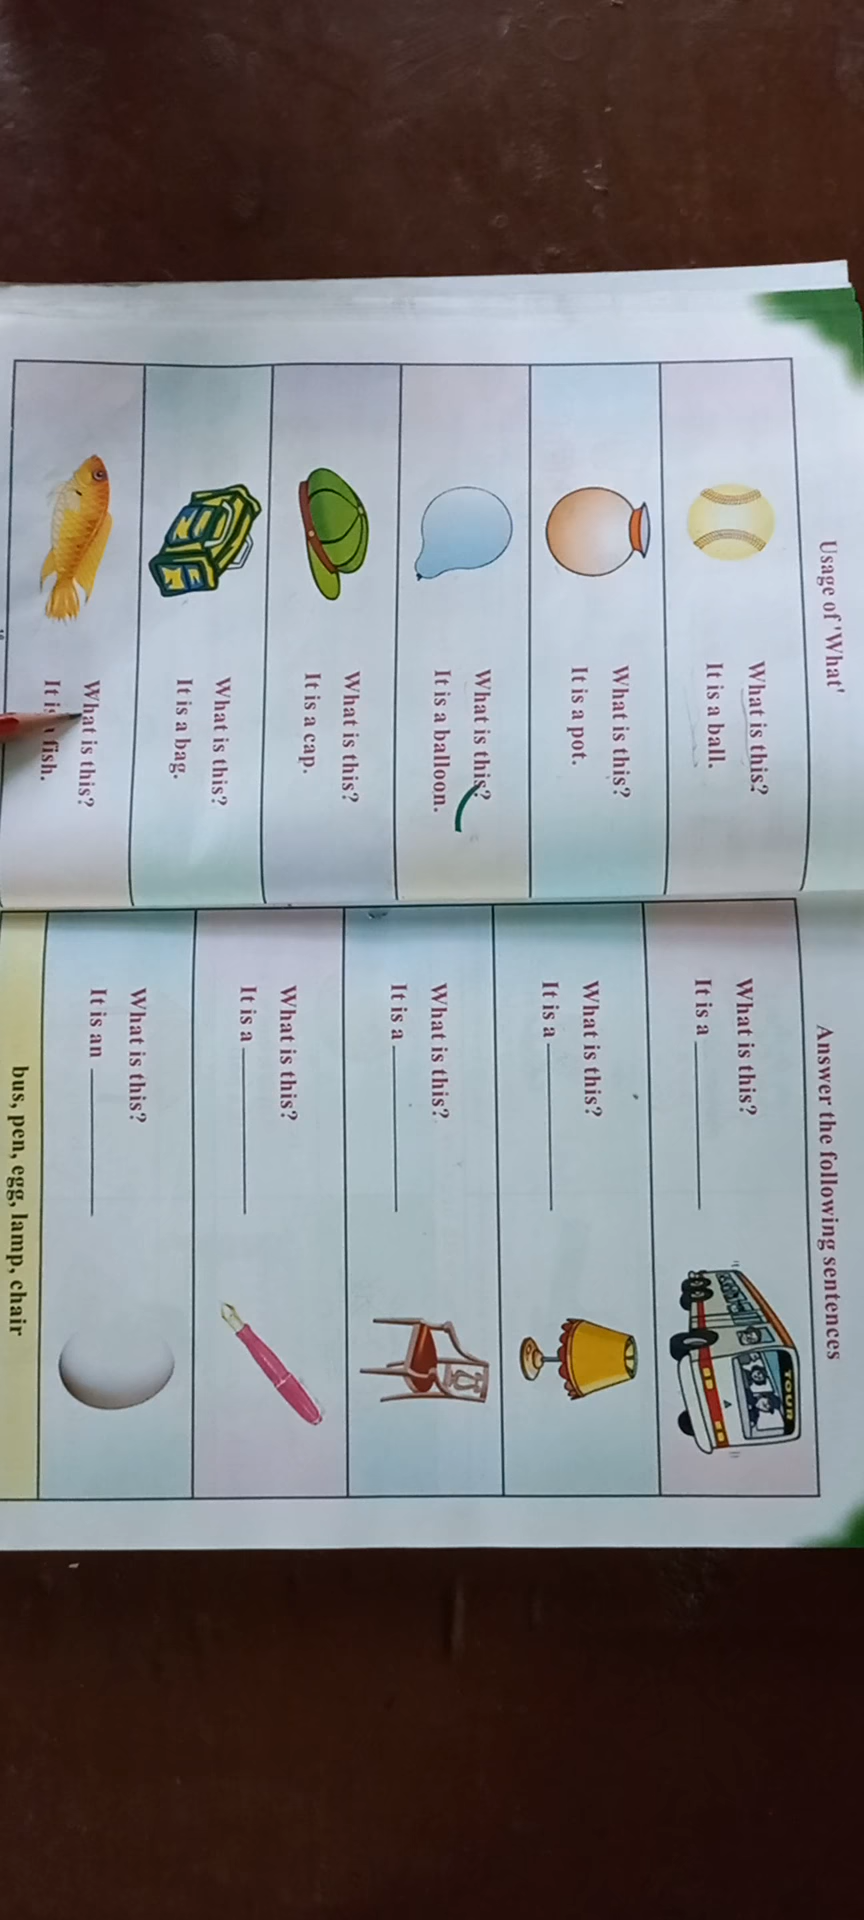 Usage of 'What'
What is this?
It is a ball.
What is this?
It is a pot.
What is this?
It is a balloon.
What is this?
It is a cap.
What is this?
It is a bag.
What is this?
It is fish.
Answer the following sentences
What is this?
It is a
TOUR
What is this?
It is a
What is this?
It is a
What is this?
It is a
What is this?
It is an
bus, pen, egg, lamp, chair